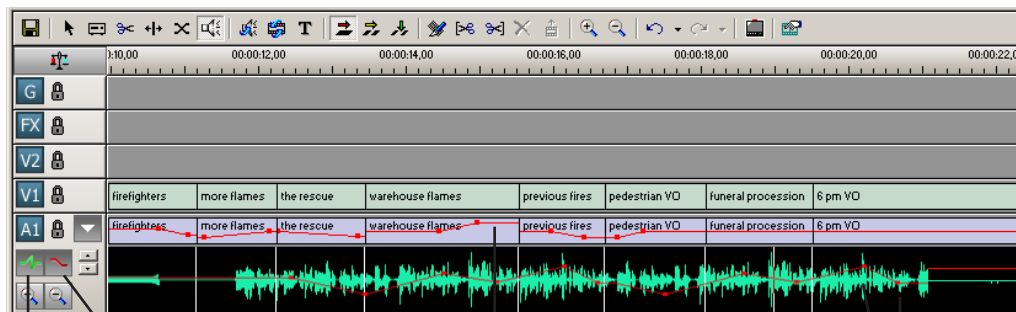 T
):10,00 00:00:12,00 00:00:14,00 00:00:16,00 00:00:18,00 00:00:20,00 00:00:22,0
G
FX
V2
V1 firefighters more flames the rescue warehouse flames previous fires pedestrian VO funeral procession 6 pm VO
A1 firefighters more flames the rescue warehouse flames previous fires pedestrian VO funeral procession 6 pm VO